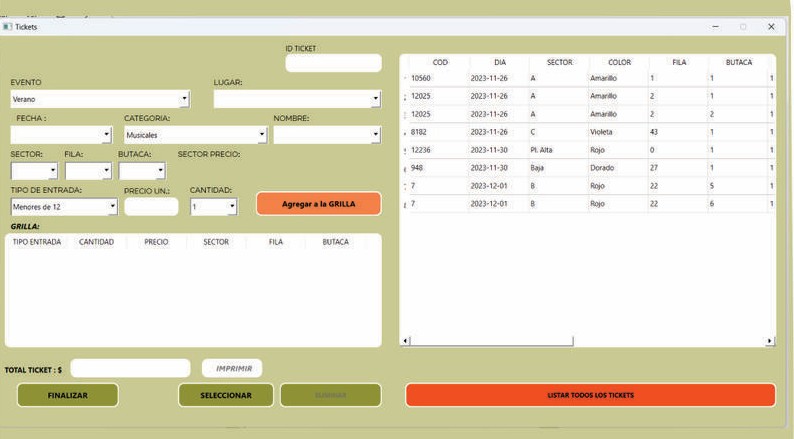 Tickets
ID TICKET
EVENTO
LUGAR:
Verano
FECHA :
CATEGORIA:
NOMBRE:
Musicales
SECTOR:
FILA:
BUTACA:
SECTOR PRECIO:
TIPO DE ENTRADA:
PRECIO UN.:
CANTIDAD:
Menores de 12
1
Agregar a la GRILLA
GRILLA:
TIPO ENTRADA CANTIDAD PRECIO SECTOR FILA BUTACA
TOTAL TICKET : $
IMPRIMIR
FINALIZAR
SELECCIONAR
COD DIA SECTOR COLOR FILA BUTACA
10560 2023-11-26 A Amarillo 1 1 1
12025 2023-11-26 A Amarillo 2 1 1
12025 2023-11-26 A Amarillo 2 2 1
8182 2023-11-26 C Violeta 43 1 1
12236 2023-11-30 Pl. Alta Rojo 0 1 1
948 2023-11-30 Baja Dorado 27 1 1
7 2023-12-01 B Rojo 22 5 1
7 2023-12-01 B Rojo 22 6 1
LISTAR TODOS LOS TICKETS